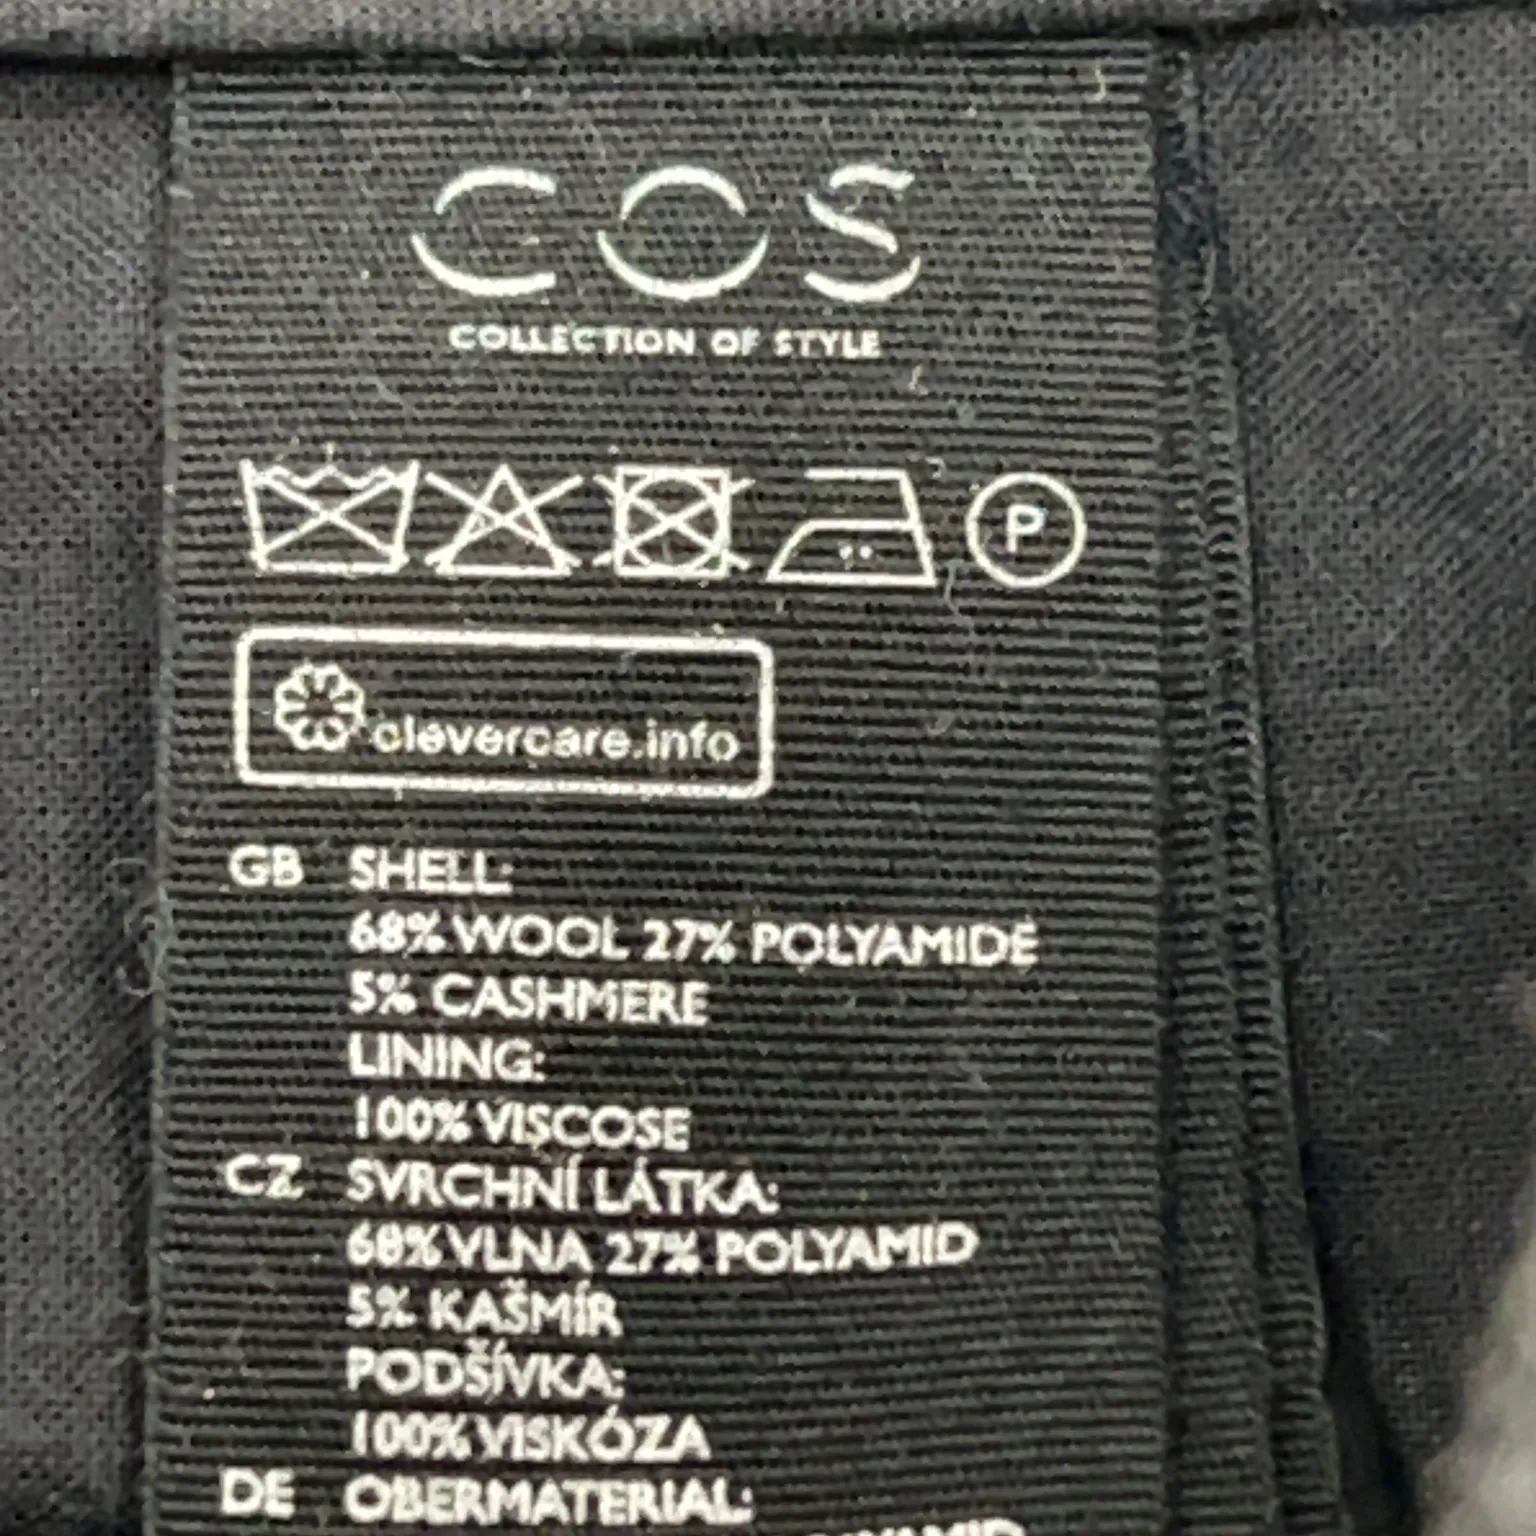 COS
COLLECTION OF STYLE
P
clevercare.info
GB SHELL:
68% WOOL 27% POLYAMIDE
5% CASHMERE
LINING:
100% VISCOSE
CZ SVRCHNÍ LÁTKA:
68% VLNA 27% POLYAMID
5% KAŠMÍR
PODŠÍVKA:
100% VISKÓZA
DE OBERMATERIAL: